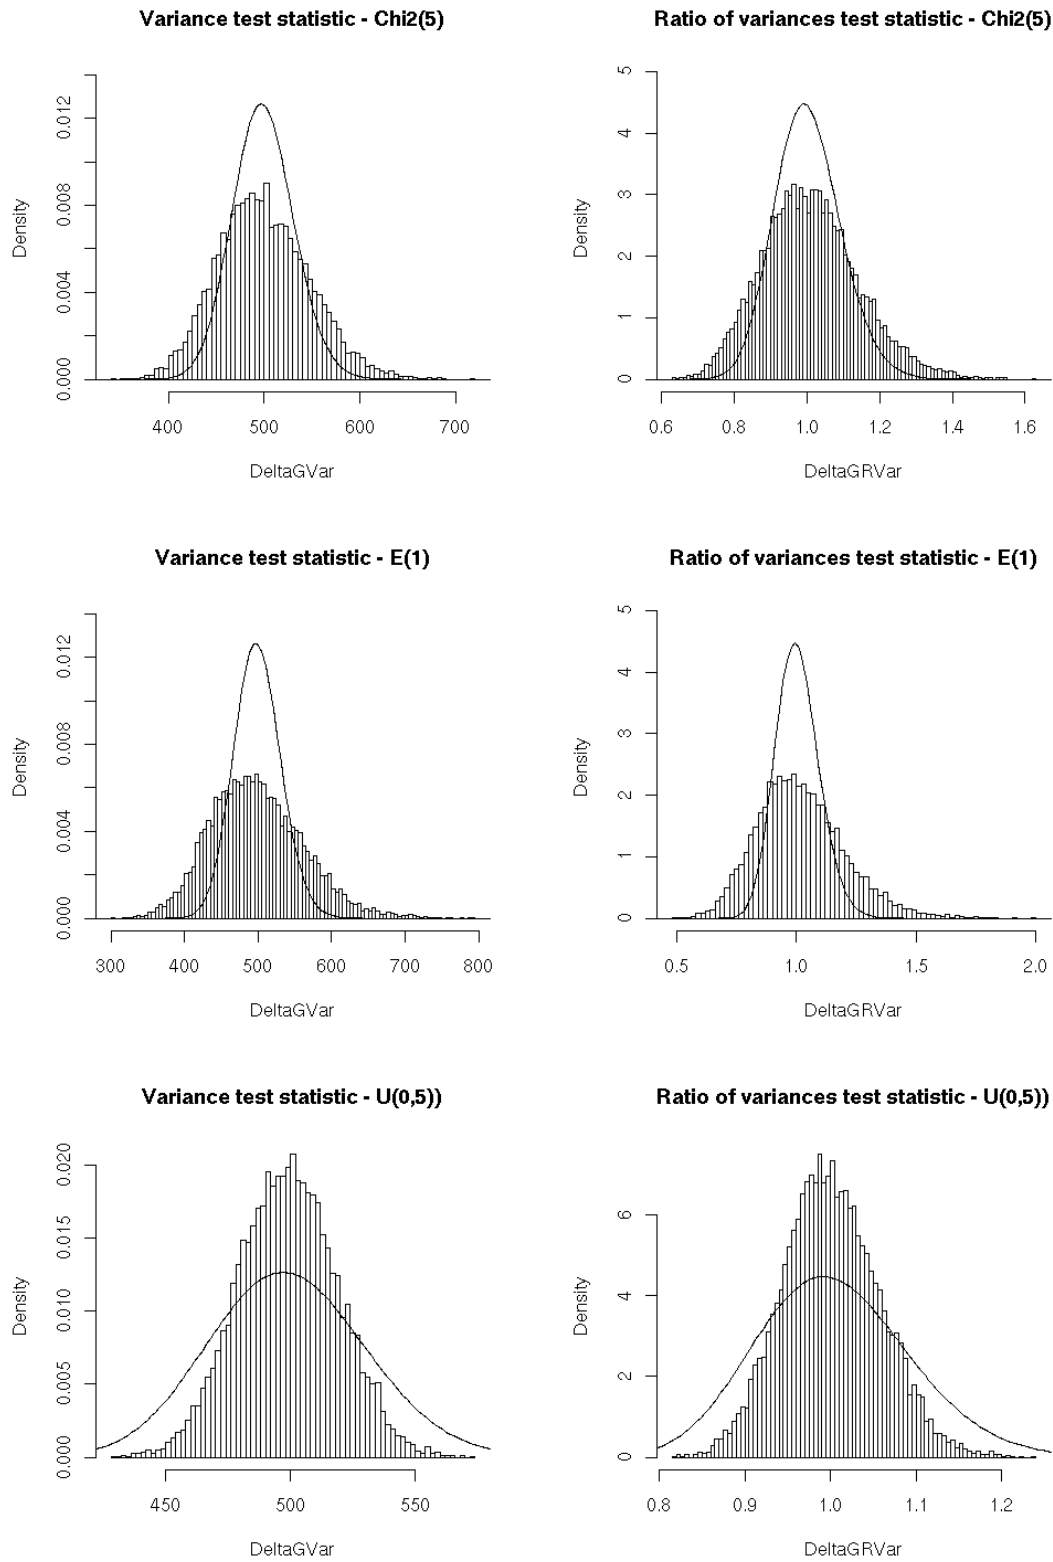 Variance test statistic - Chi2(5)
Density
0.000 0.004 0.008 0.012
400 500 600 700
DeltaGVar
Ratio of variances test statistic - Chi2(5)
Density
0 1 2 3 4 5
0.6 0.8 1.0 1.2 1.4 1.6
DeltaGRVar
Variance test statistic - E(1)
Density
0.000 0.004 0.008 0.012
300 400 500 600 700 800
DeltaGVar
Ratio of variances test statistic - E(1)
Density
0 1 2 3 4 5
0.5 1.0 1.5 2.0
DeltaGRVar
Variance test statistic - U(0,5))
Density
0.000 0.005 0.010 0.015 0.020
450 500 550
DeltaGVar
Ratio of variances test statistic - U(0,5))
Density
0 2 4 6
0.8 0.9 1.0 1.1 1.2
DeltaGRVar